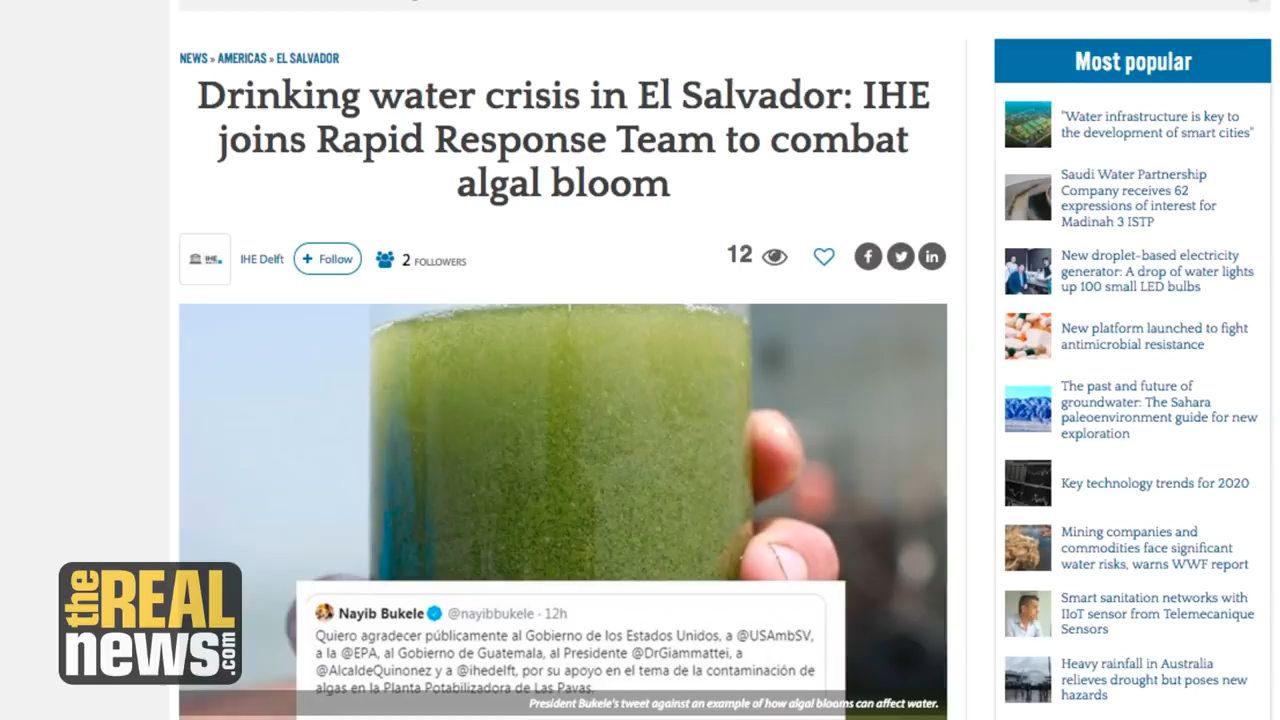 NEWS » AMERICAS » EL SALVADOR
Drinking water crisis in El Salvador: IHE
joins Rapid Response Team to combat
algal bloom
IHE
IHE Delft
+ Follow
2 FOLLOWERS
12
Nayib Bukele @nayibbukele · 12h
Quiero agradecer públicamente al Gobierno de los Estados Unidos, a @USAmbSV,
a la @EPA, al Gobierno de Guatemala, al Presidente @DrGiammattei, a
@AlcaldeQuinonez y a @ihedelft, por su apoyo en el tema de la contaminación de
algas en la Planta Potabilizadora de Las Pavas.
President Bukele's tweet against an example of how algal blooms can affect water.
Most popular
"Water infrastructure is key to
the development of smart cities"
Saudi Water Partnership
Company receives 62
expressions of interest for
Madinah 3 ISTP
New droplet-based electricity
generator: A drop of water lights
up 100 small LED bulbs
New platform launched to fight
antimicrobial resistance
The past and future of
groundwater: The Sahara
paleoenvironment guide for new
exploration
Key technology trends for 2020
Mining companies and
commodities face significant
water risks, warns WWF report
Smart sanitation networks with
IIoT sensor from Telemecanique
Sensors
Heavy rainfall in Australia
relieves drought but poses new
hazards
the REAL
news.com